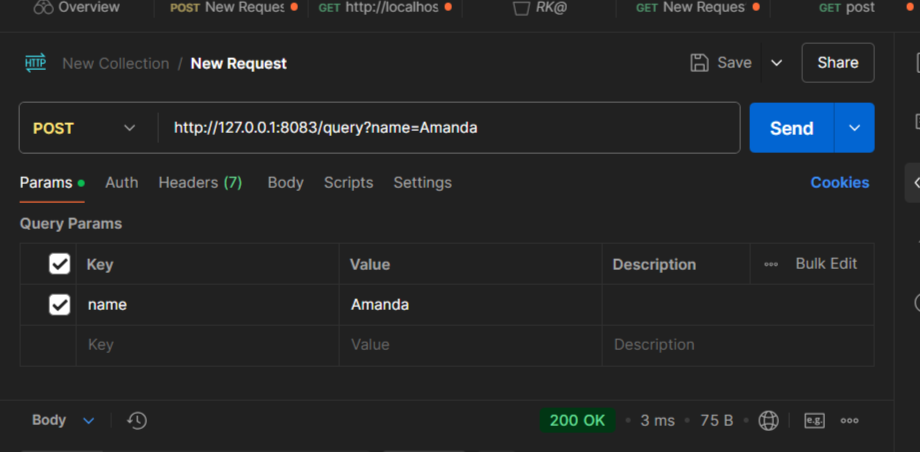 Overview POST New Reques GET http://localhos RK@ GET New Reques GET post
HTTP New Collection / New Request Save Share
POST http://127.0.0.1:8083/query?name=Amanda Send
Params Auth Headers (7) Body Scripts Settings Cookies
Query Params
Key Value Description ••• Bulk Edit
name Amanda
Key Value Description
Body 200 OK • 3 ms • 75 B e.g. •••